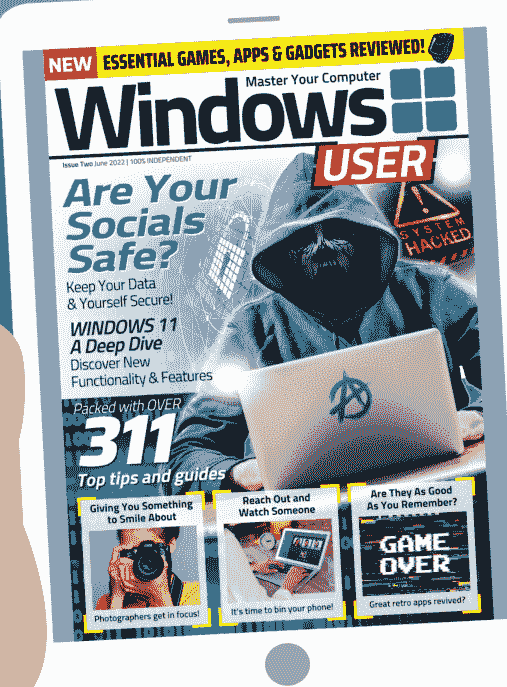 NEW ESSENTIAL GAMES, APPS & GADGETS REVIEWED!
Master Your Computer
Windows
USER
Issue Two June 2022 | 100% INDEPENDENT
Are Your
Socials
Safe?
Keep Your Data
& Yourself Secure!
SYSTEM
HACKED
WINDOWS 11
A Deep Dive
Discover New
Functionality & Features
Packed with OVER
311
Top tips and guides
Giving You Something
to Smile About
Photographers get in focus!
Reach Out and
Watch Someone
It's time to bin your phone!
Are They As Good
As You Remember?
GAME
OVER
Great retro apps revived?